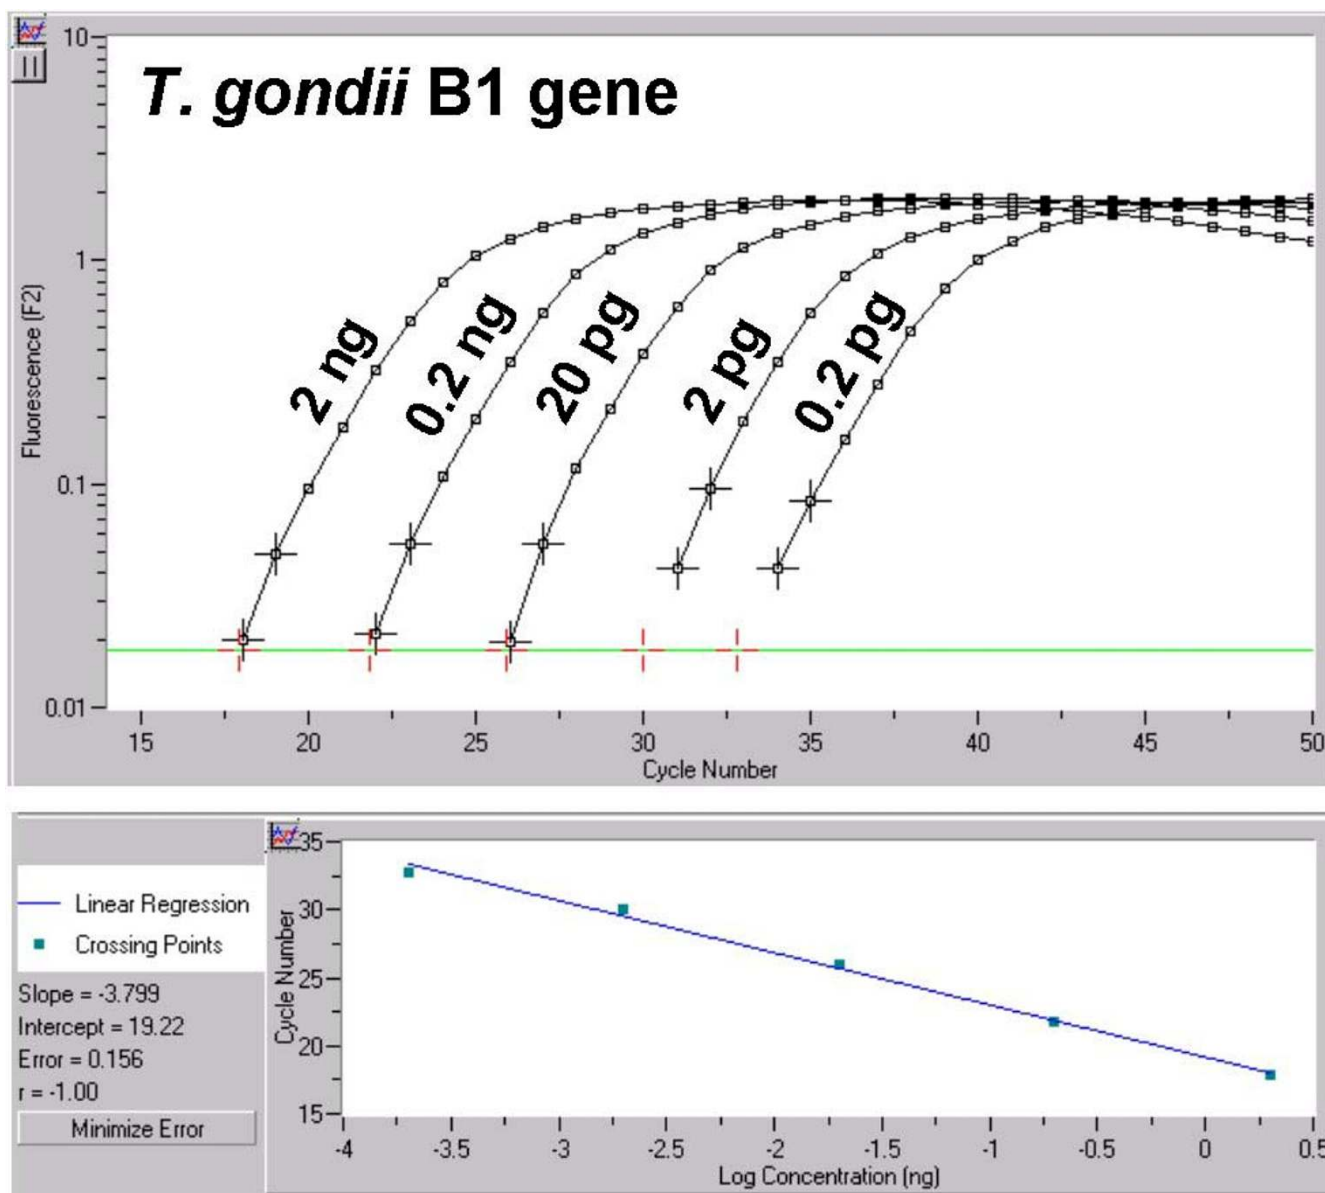 T. gondii B1 gene
10
1
0.1
0.01
Fluorescence (F2)
2 ng
0.2 ng
20 pg
2 pg
0.2 pg
15 20 25 30 35 40 45 50
Cycle Number
Linear Regression
Crossing Points
Slope = -3.799
Intercept = 19.22
Error = 0.156
r = -1.00
Minimize Error
Cycle Number
35
30
25
20
15
-4 -3.5 -3 -2.5 -2 -1.5 -1 -0.5 0 0.5
Log Concentration (ng)